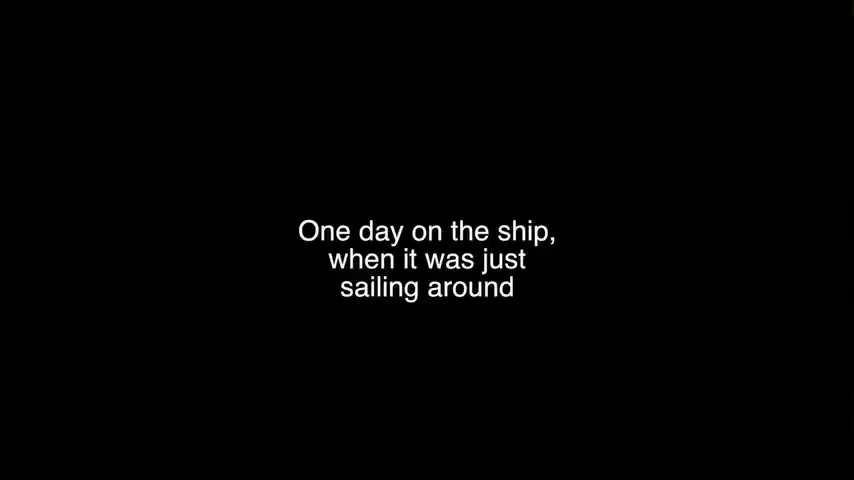 One day on the ship,
when it was just
sailing around